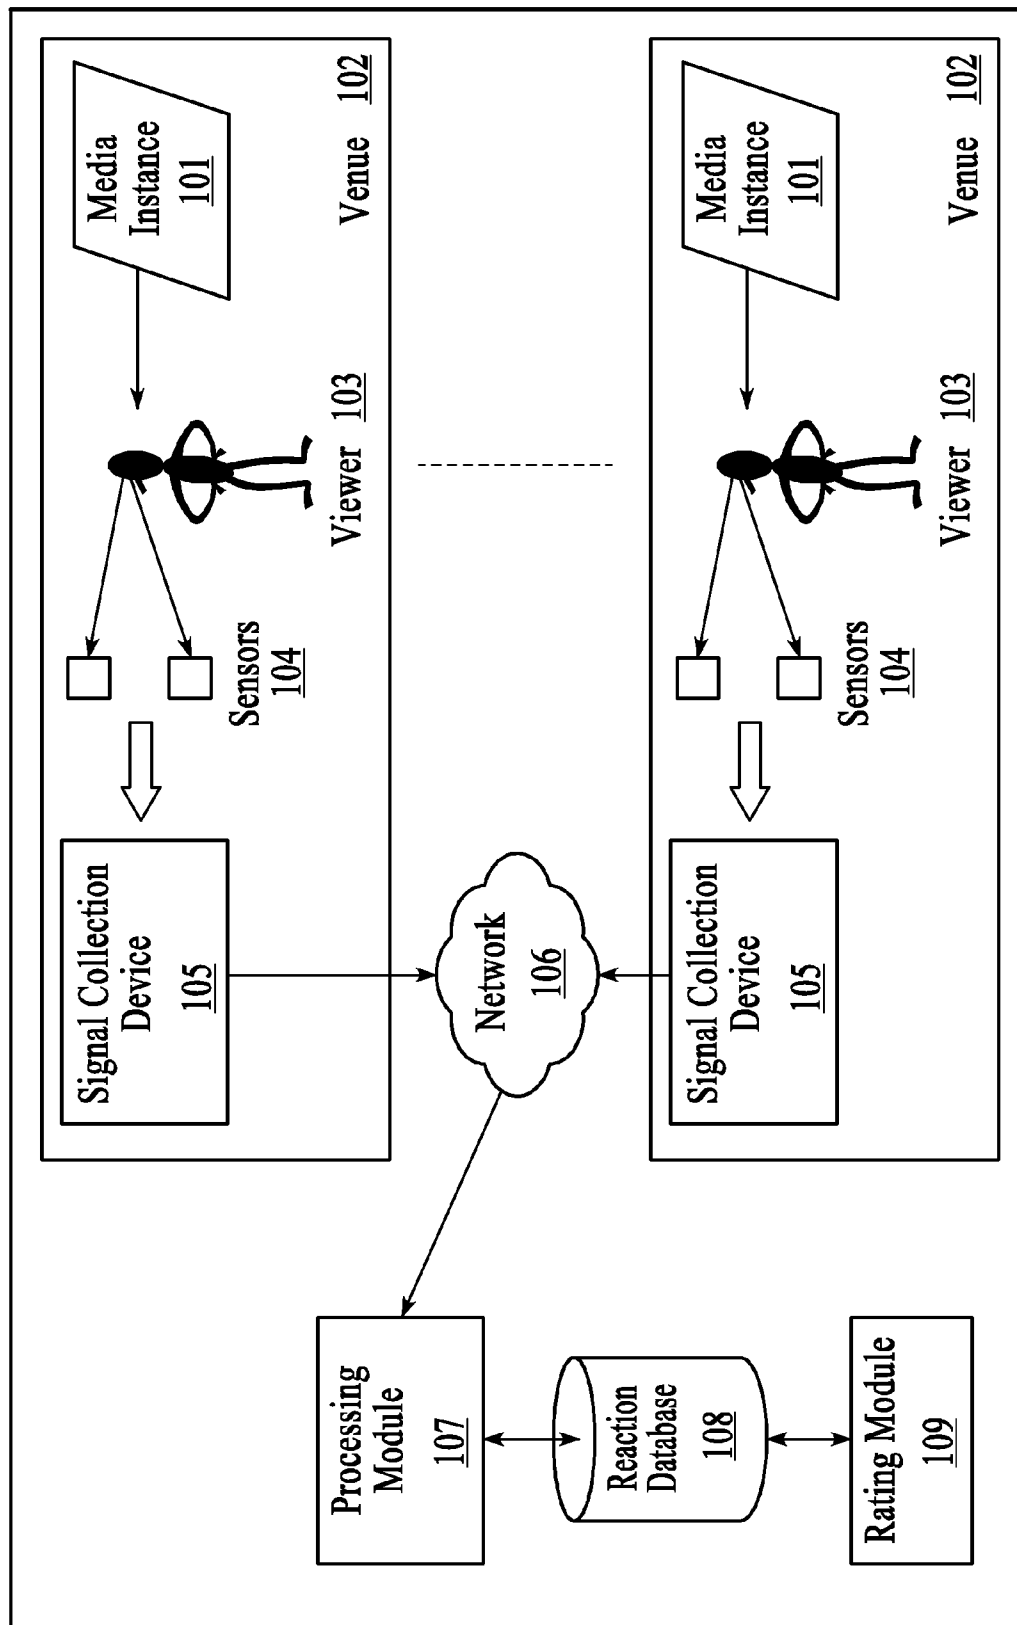 Media
Instance
101
Venue
102
Viewer
103
Sensors
104
Signal Collection
Device
105
Network
106
Media
Instance
101
Venue
102
Viewer
103
Sensors
104
Signal Collection
Device
105
Processing
Module
107
Reaction
Database
108
Rating Module
109